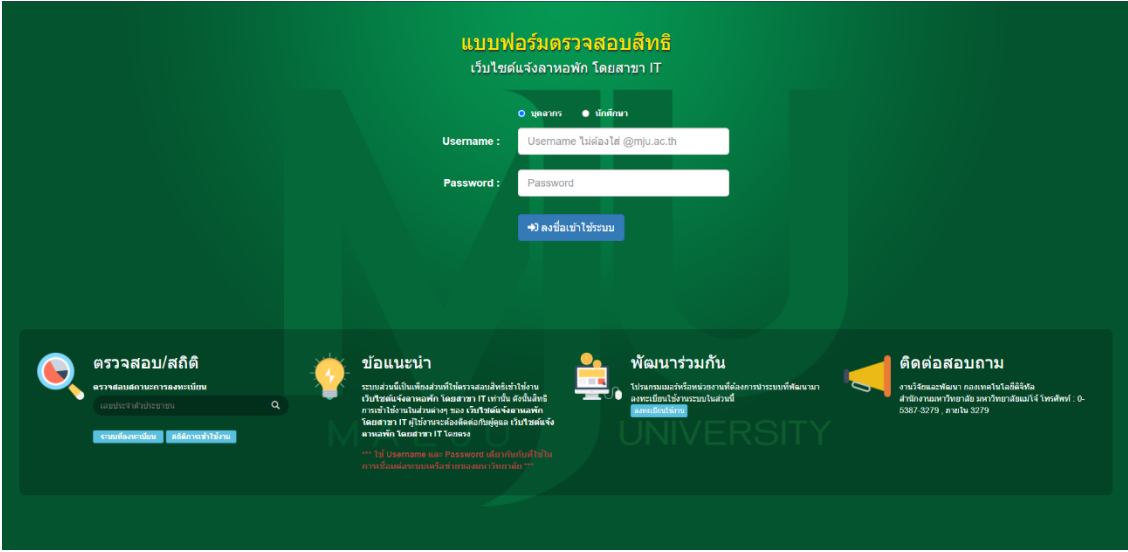 แบบฟอร์มตรวจสอบสิทธิ
เว็บไซต์แจ้งลาหอพัก โดยสาขา IT
บุคลากร นักศึกษา
Username : Username ไม่ต้องใส่ @mju.ac.th
Password : Password
ลงชื่อเข้าใช้ระบบ
ตรวจสอบ/สถิติ
ตรวจสอบสถานะการลงทะเบียน
เลขประจำตัวประชาชน
ระบบที่ลงทะเบียน สถิติการเข้าใช้งาน
ข้อแนะนำ
ระบบส่วนนี้เป็นเพียงส่วนที่ใช้ตรวจสอบสิทธิเข้าใช้งาน
เว็บไซต์แจ้งลาหอพัก โดยสาขา IT เท่านั้น ดังนั้นสิทธิ
การเข้าใช้งานในส่วนต่างๆ ของ เว็บไซต์แจ้งลาหอพัก
โดยสาขา IT ผู้ใช้งานจะต้องติดต่อกับผู้ดูแล เว็บไซต์แจ้ง
ลาหอพัก โดยสาขา IT โดยตรง
*** ใช้ Username และ Password เดียวกันกับที่ใช้ใน
การเชื่อมต่อระบบเครือข่ายของมหาวิทยาลัย ***
พัฒนาร่วมกัน
โปรแกรมเมอร์หรือหน่วยงานที่ต้องการนำระบบที่พัฒนามา
ลงทะเบียนใช้งานระบบในส่วนนี้
ลงทะเบียนใช้งาน
ติดต่อสอบถาม
งานวิจัยและพัฒนา กองเทคโนโลยีดิจิทัล
สำนักงานมหาวิทยาลัย มหาวิทยาลัยแม่โจ้ โทรศัพท์ : 0-
5387-3279 , ภายใน 3279
MJU
MAEJO UNIVERSITY